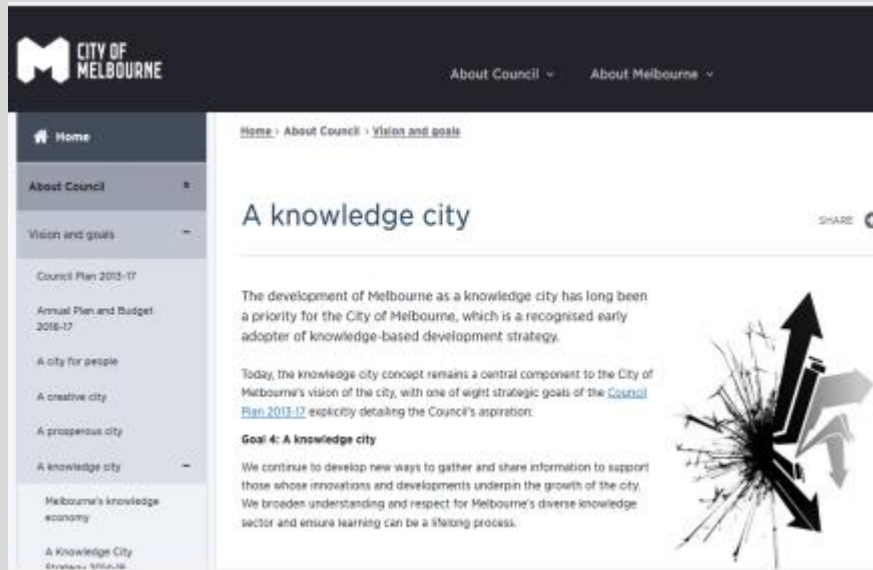 CITY OF
MELBOURNE
About Council
About Melbourne
Home
Home › About Council › Vision and goals
About Council
A knowledge city
SHARE
Vision and goals
Council Plan 2013-17
Annual Plan and Budget
2016-17
A city for people
A creative city
A prosperous city
A knowledge city
Melbourne's knowledge
economy
A Knowledge City
Strategy 2014-18
The development of Melbourne as a knowledge city has long been
a priority for the City of Melbourne, which is a recognised early
adopter of knowledge-based development strategy.
Today, the knowledge city concept remains a central component to the City of
Melbourne's vision of the city, with one of eight strategic goals of the Council
Plan 2013-17 explicitly detailing the Council's aspiration:
Goal 4: A knowledge city
We continue to develop new ways to gather and share information to support
those whose innovations and developments underpin the growth of the city.
We broaden understanding and respect for Melbourne's diverse knowledge
sector and ensure learning can be a lifelong process.